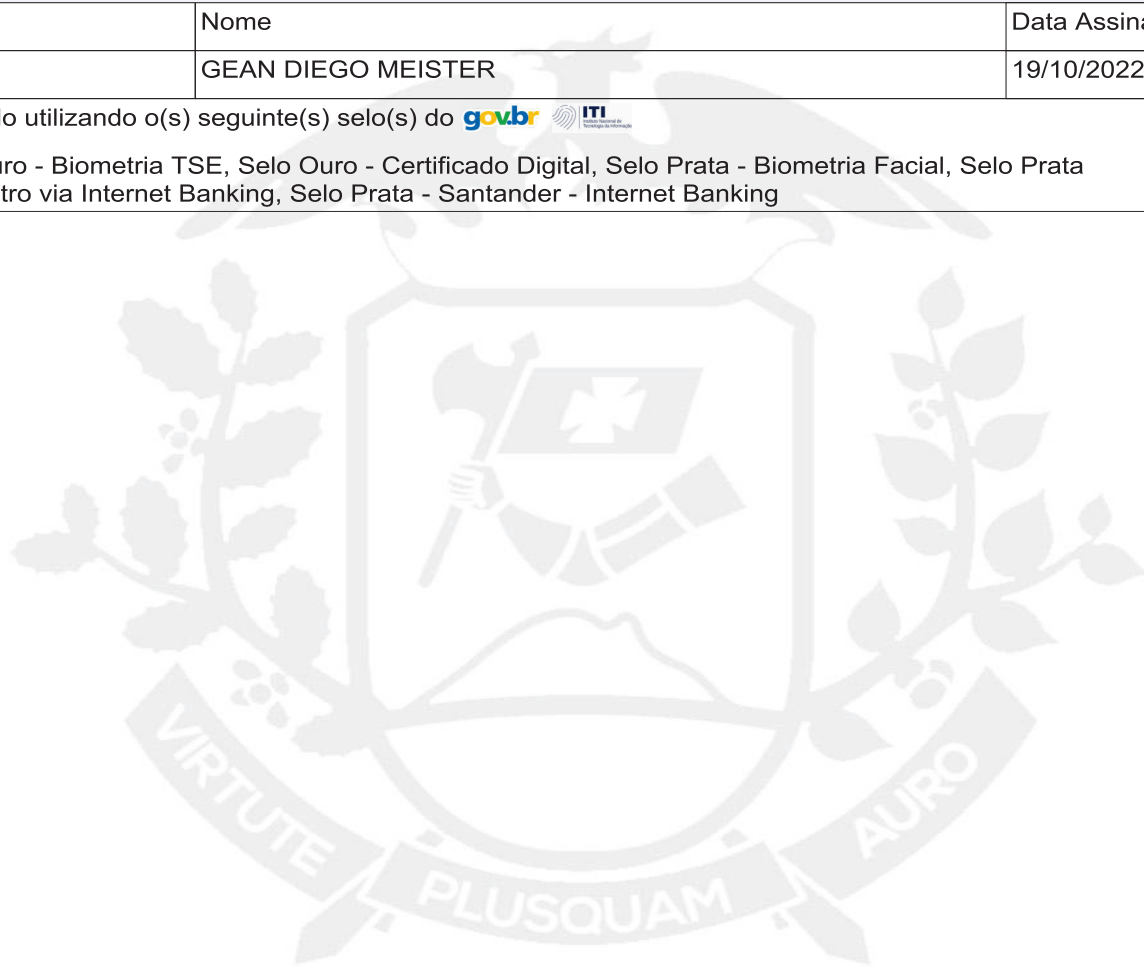 Nome
Data Assina
GEAN DIEGO MEISTER
19/10/2022
o utilizando o(s) seguinte(s) selo(s) do gov.br ITI
uro - Biometria TSE, Selo Ouro - Certificado Digital, Selo Prata - Biometria Facial, Selo Prata
tro via Internet Banking, Selo Prata - Santander - Internet Banking
VIRTUTE
PLUSQUAM
AURO